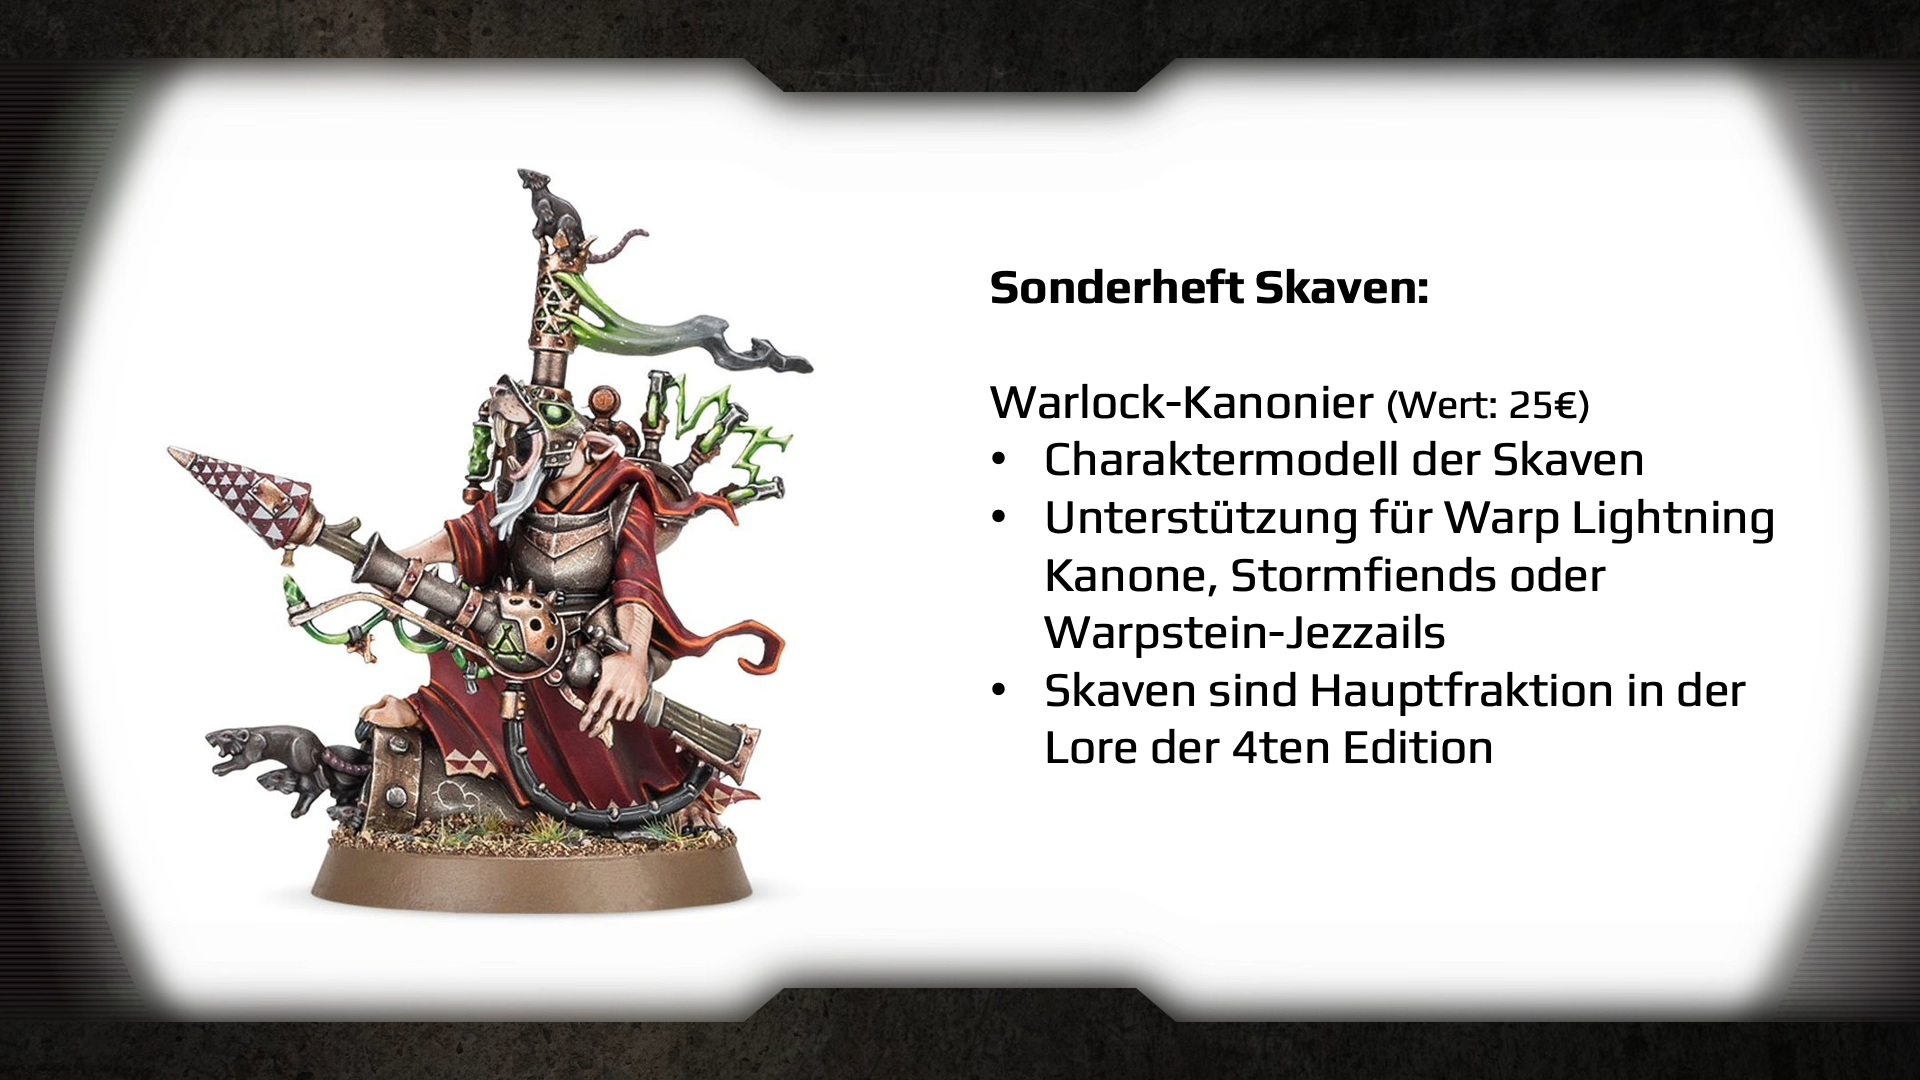 Sonderheft Skaven:
Warlock-Kanonier (Wert: 25€)
• Charaktermodell der Skaven
• Unterstützung für Warp Lightning
Kanone, Stormfiends oder
Warpstein-Jezzails
• Skaven sind Hauptfraktion in der
Lore der 4ten Edition